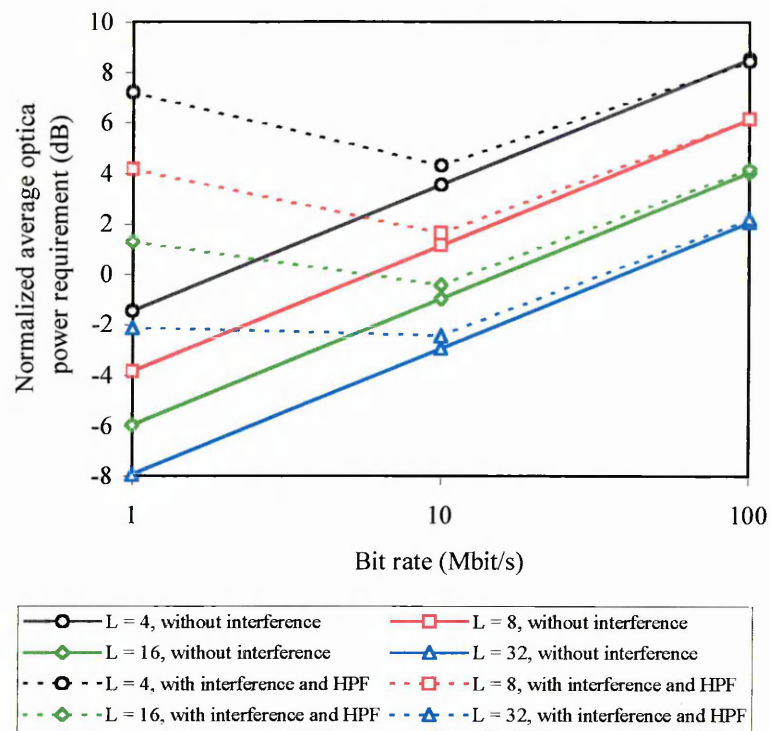 Normalized average optica
power requirement (dB)
10
8
6
4
2
0
-2
-4
-6
-8
1
10
100
Bit rate (Mbit/s)
L = 4, without interference
L = 8, without interference
L = 16, without interference
L = 32, without interference
L = 4, with interference and HPF
L = 8, with interference and HPF
L = 16, with interference and HPF
L = 32, with interference and HPF